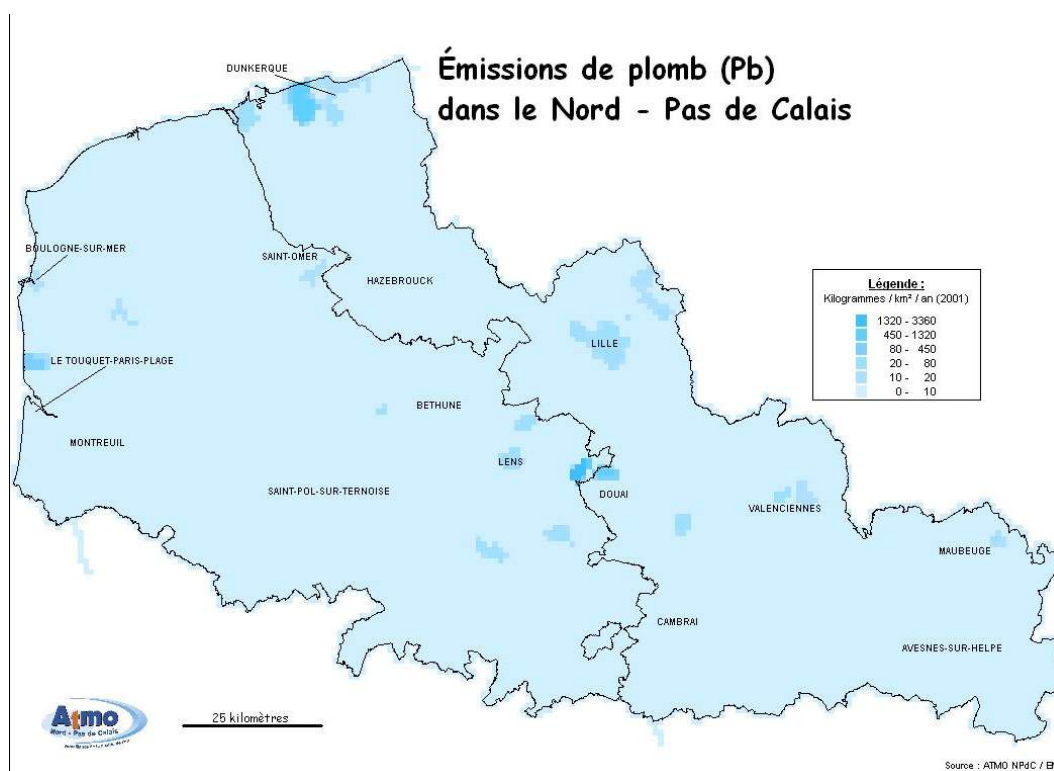 Émissions de plomb (Pb)
dans le Nord - Pas de Calais
DUNKERQUE
BOULOGNE-SUR-MER
SAINT-OMER
HAZEBROUCK
LILLE
LE TOUQUET-PARIS-PLAGE
BETHUNE
MONTREUIL
LENS
SAINT-POL-SUR-TERNOISE
DOUAI
VALENCIENNES
MAUBEUGE
CAMBRAI
AVESNES-SUR-HELPE
Légende :
Kilogrammes / km² / an (2001)
1320 - 3360
450 - 1320
80 - 450
20 - 80
10 - 20
0 - 10
Atmo
Nord - Pas de Calais
25 kilomètres
Source : ATMO NPdC /